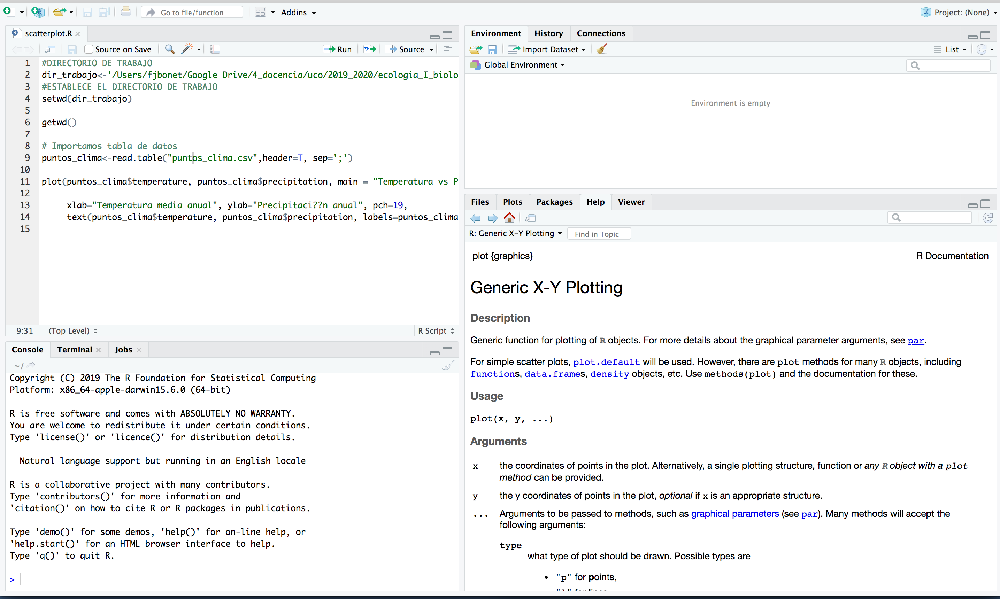 Go to file/function
Addins
Project: (None)
scatterplot.R
Source on Save
Run
Source
1 #DIRECTORIO DE TRABAJO
2 dir_trabajo<-'/Users/fjbonet/Google Drive/4_docencia/uco/2019_2020/ecologia_I_biolo
3 #ESTABLECE EL DIRECTORIO DE TRABAJO
4 setwd(dir_trabajo)
5
6 getwd()
7
8 # Importamos tabla de datos
9 puntos_clima<-read.table("puntos_clima.csv",header=T, sep=';')
10
11 plot(puntos_clima$temperature, puntos_clima$precipitation, main = "Temperatura vs P
12
13 xlab="Temperatura media anual", ylab="Precipitaci??n anual", pch=19,
14 text(puntos_clima$temperature, puntos_clima$precipitation, labels=puntos_clima
15
9:31 (Top Level) R Script
Console Terminal Jobs
~/
Copyright (C) 2019 The R Foundation for Statistical Computing
Platform: x86_64-apple-darwin15.6.0 (64-bit)
R is free software and comes with ABSOLUTELY NO WARRANTY.
You are welcome to redistribute it under certain conditions.
Type 'license()' or 'licence()' for distribution details.
Natural language support but running in an English locale
R is a collaborative project with many contributors.
Type 'contributors()' for more information and
'citation()' on how to cite R or R packages in publications.
Type 'demo()' for some demos, 'help()' for on-line help, or
'help.start()' for an HTML browser interface to help.
Type 'q()' to quit R.
>
Environment History Connections
Import Dataset
List
Global Environment
Environment is empty
Files Plots Packages Help Viewer
R: Generic X-Y Plotting Find in Topic
plot {graphics} R Documentation
Generic X-Y Plotting
Description
Generic function for plotting of R objects. For more details about the graphical parameter arguments, see par.
For simple scatter plots, plot.default will be used. However, there are plot methods for many R objects, including
functions, data.frames, density objects, etc. Use methods(plot) and the documentation for these.
Usage
plot(x, y, ...)
Arguments
x the coordinates of points in the plot. Alternatively, a single plotting structure, function or any R object with a plot
method can be provided.
y the y coordinates of points in the plot, optional if x is an appropriate structure.
... Arguments to be passed to methods, such as graphical parameters (see par). Many methods will accept the
following arguments:
type
what type of plot should be drawn. Possible types are
• "p" for points,